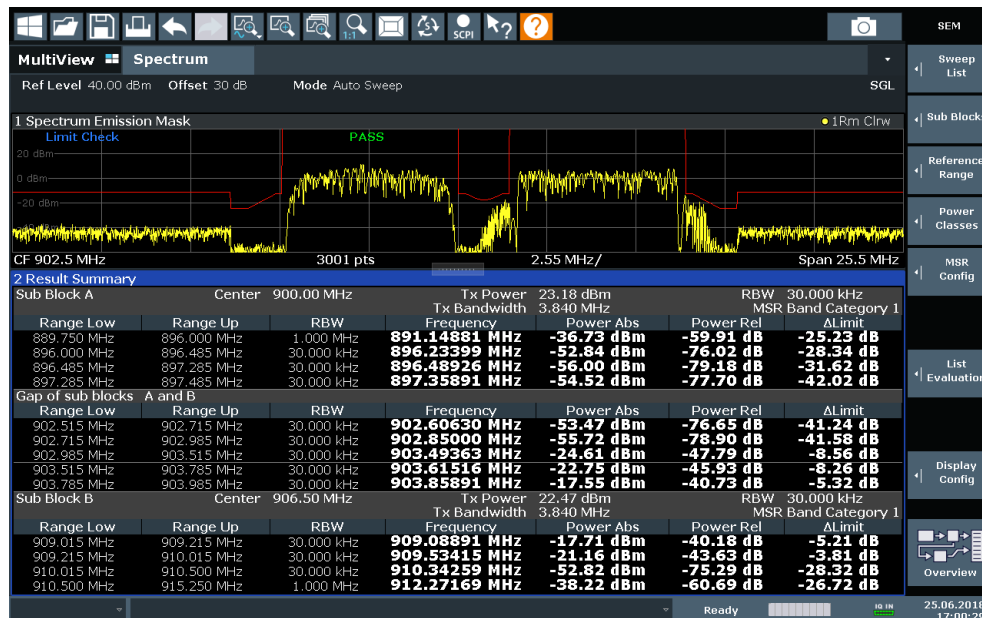 1:1
SCPI
?
?
SEM
MultiView Spectrum
Ref Level 40.00 dBm Offset 30 dB Mode Auto Sweep SGL
1 Spectrum Emission Mask 1Rm Clrw
Limit Check PASS
20 dBm
0 dBm
-20 dBm
CF 902.5 MHz 3001 pts 2.55 MHz/ Span 25.5 MHz
2 Result Summary
Sub Block A Center 900.00 MHz Tx Power 23.18 dBm RBW 30.000 kHz
Tx Bandwidth 3.840 MHz MSR Band Category 1
Range Low Range Up RBW Frequency Power Abs Power Rel ΔLimit
889.750 MHz 896.000 MHz 1.000 MHz 891.14881 MHz -36.73 dBm -59.91 dB -25.23 dB
896.000 MHz 896.485 MHz 30.000 kHz 896.23399 MHz -52.84 dBm -76.02 dB -28.34 dB
896.485 MHz 897.285 MHz 30.000 kHz 896.48926 MHz -56.00 dBm -79.18 dB -31.62 dB
897.285 MHz 897.485 MHz 30.000 kHz 897.35891 MHz -54.52 dBm -77.70 dB -42.02 dB
Gap of sub blocks A and B
Range Low Range Up RBW Frequency Power Abs Power Rel ΔLimit
902.515 MHz 902.715 MHz 30.000 kHz 902.60630 MHz -53.47 dBm -76.65 dB -41.24 dB
902.715 MHz 902.985 MHz 30.000 kHz 902.85000 MHz -55.72 dBm -78.90 dB -41.58 dB
902.985 MHz 903.515 MHz 30.000 kHz 903.49363 MHz -24.61 dBm -47.79 dB -8.56 dB
903.515 MHz 903.785 MHz 30.000 kHz 903.61516 MHz -22.75 dBm -45.93 dB -8.26 dB
903.785 MHz 903.985 MHz 30.000 kHz 903.85891 MHz -17.55 dBm -40.73 dB -5.32 dB
Sub Block B Center 906.50 MHz Tx Power 22.47 dBm RBW 30.000 kHz
Tx Bandwidth 3.840 MHz MSR Band Category 1
Range Low Range Up RBW Frequency Power Abs Power Rel ΔLimit
909.015 MHz 909.215 MHz 30.000 kHz 909.08891 MHz -17.71 dBm -40.18 dB -5.21 dB
909.215 MHz 910.015 MHz 30.000 kHz 909.53415 MHz -21.16 dBm -43.63 dB -3.81 dB
910.015 MHz 910.500 MHz 30.000 kHz 910.34259 MHz -52.82 dBm -75.29 dB -28.32 dB
910.500 MHz 915.250 MHz 1.000 MHz 912.27169 MHz -38.22 dBm -60.69 dB -26.72 dB
Ready
IQ IN
25.06.2018
17:00:29
Sweep
List
Sub Block
Reference
Range
Power
Classes
MSR
Config
List
Evaluation
Display
Config
Overview